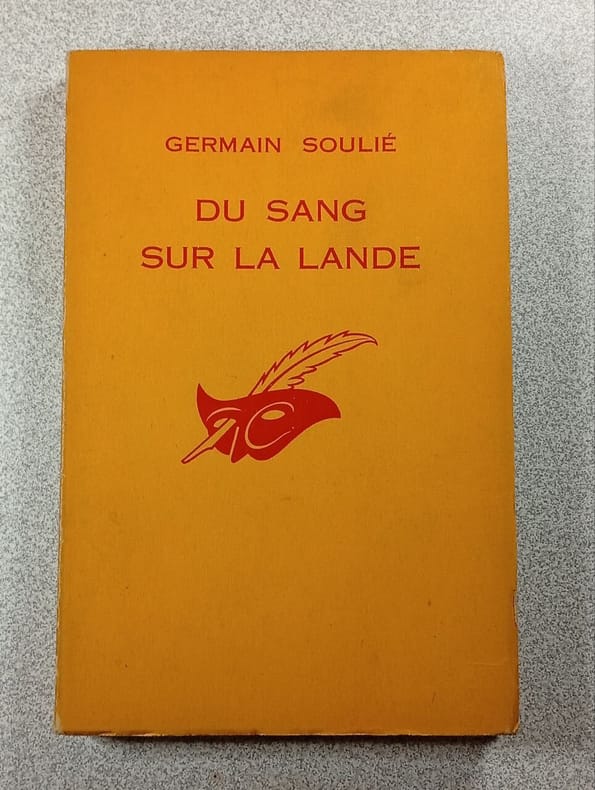 GERMAIN SOULIÉ
DU SANG
SUR LA LANDE